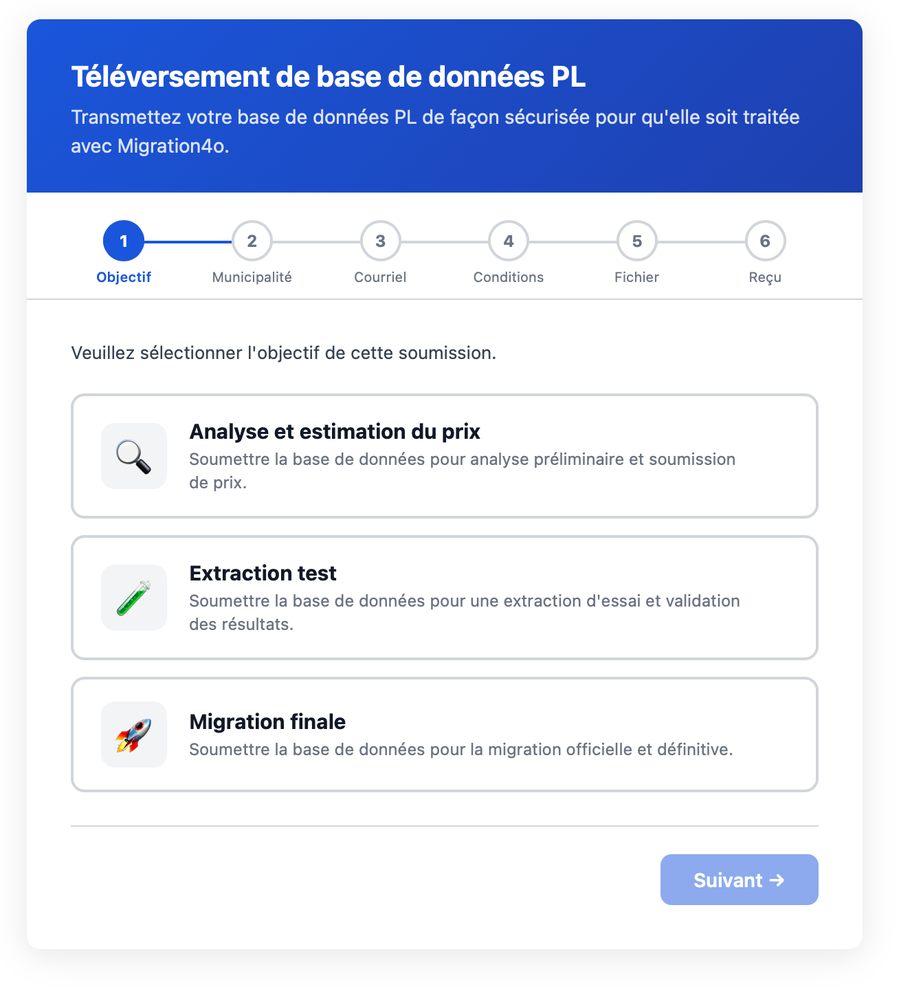 Téléversement de base de données PL
Transmettez votre base de données PL de façon sécurisée pour qu'elle soit traitée
avec Migration4o.
1
2
3
4
5
6
Objectif
Municipalité
Courriel
Conditions
Fichier
Reçu
Veuillez sélectionner l'objectif de cette soumission.
Analyse et estimation du prix
Soumettre la base de données pour analyse préliminaire et soumission
de prix.
Extraction test
Soumettre la base de données pour une extraction d'essai et validation
des résultats.
Migration finale
Soumettre la base de données pour la migration officielle et définitive.
Suivant →